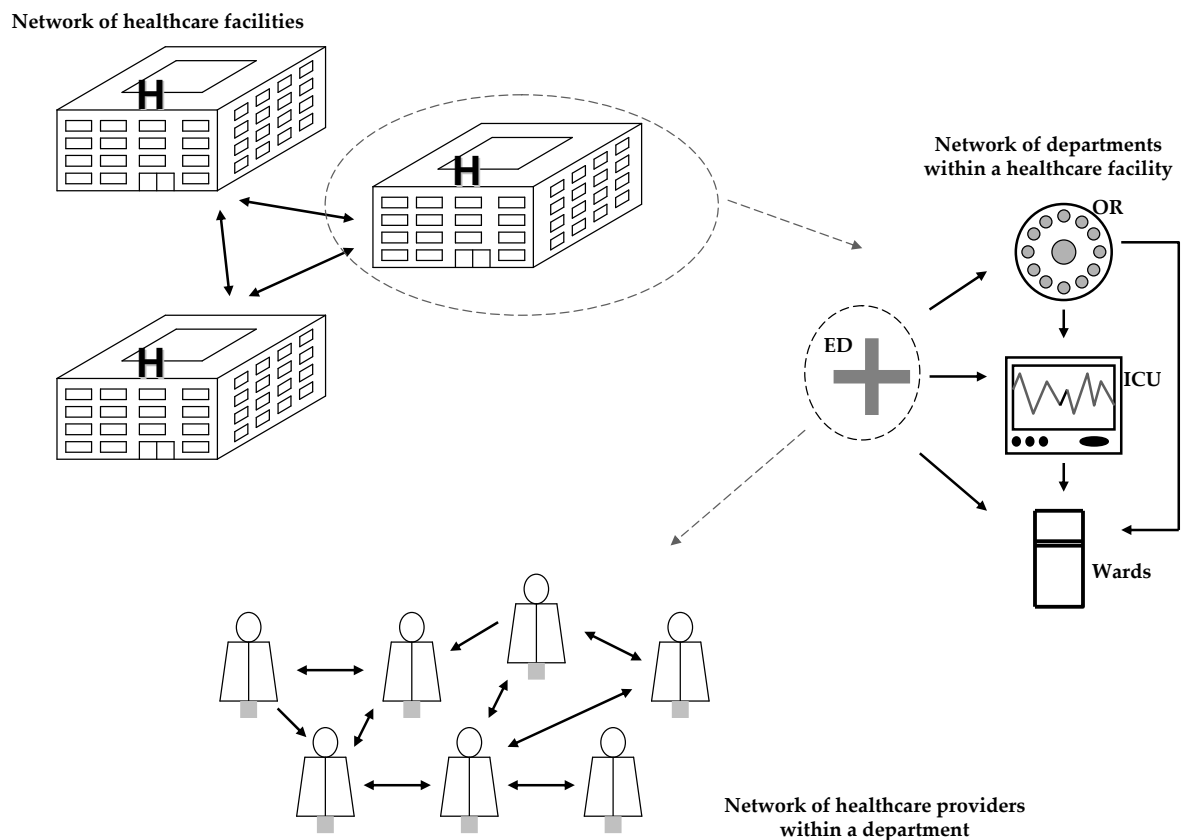 Network of healthcare facilities
H
H
H
Network of departments
within a healthcare facility
OR
ED
ICU
Wards
Network of healthcare providers
within a department